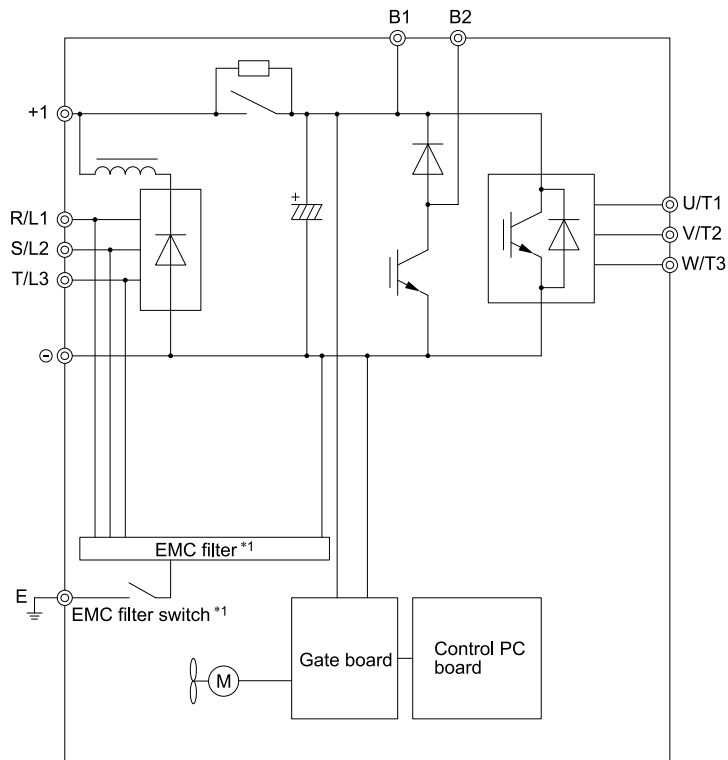 B1
B2
+1
+
R/L1
S/L2
T/L3
U/T1
V/T2
W/T3
⊖
EMC filter *1
E
EMC filter switch *1
Gate board
Control PC
board
M